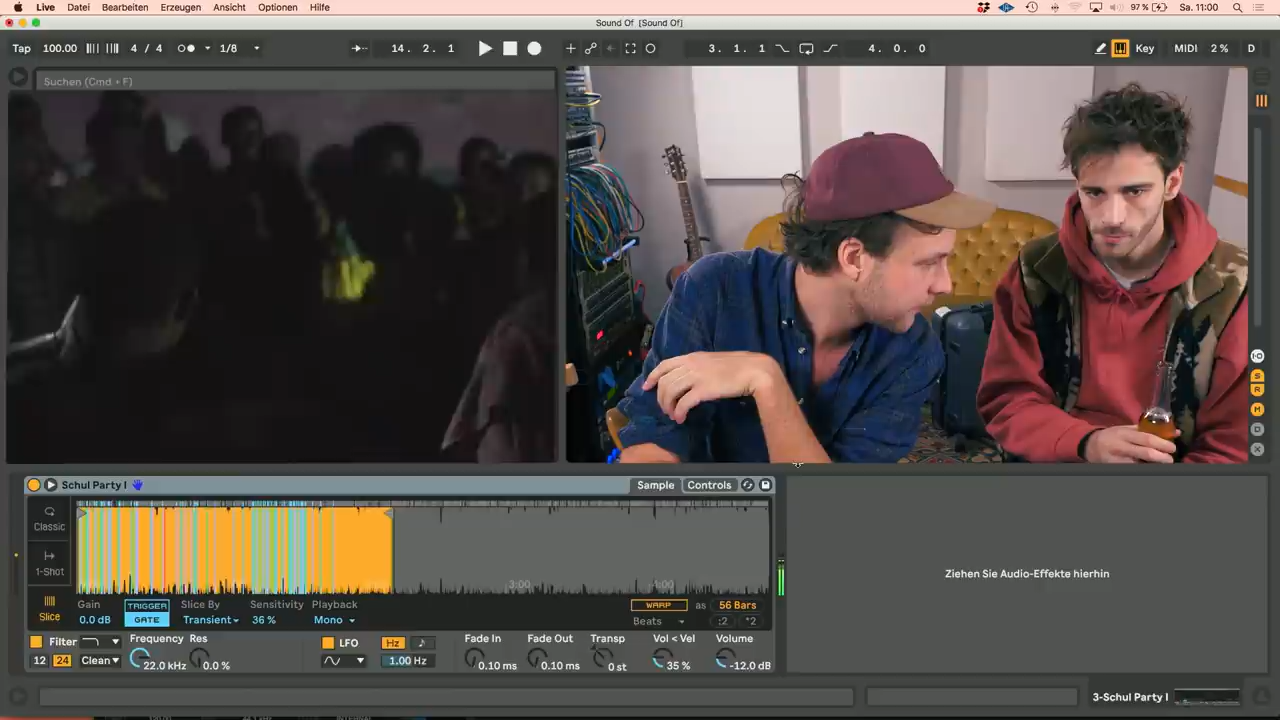 Live Datei Bearbeiten Erzeugen Ansicht Optionen Hilfe 97 % Sa. 11:00
Sound Of [Sound Of]
Tap 100.00 4 / 4 1/8 14. 2. 1 3. 1. 1 4. 0. 0 Key MIDI 2 % D
Suchen (Cmd + F)
I·O
S
R
M
D
X
Schul Party I Sample Controls
Classic
1-Shot
Slice
3:00
Gain TRIGGER Slice By Sensitivity Playback WARP as 56 Bars
0.0 dB GATE Transient 36 % Mono Beats :2 *2
Filter Frequency Res LFO Hz Fade In Fade Out Transp Vol < Vel Volume
12 24 Clean 22.0 kHz 0.0 % 1.00 Hz 0.10 ms 0.10 ms 0 st 35 % -12.0 dB
Ziehen Sie Audio-Effekte hierhin
3-Schul Party I